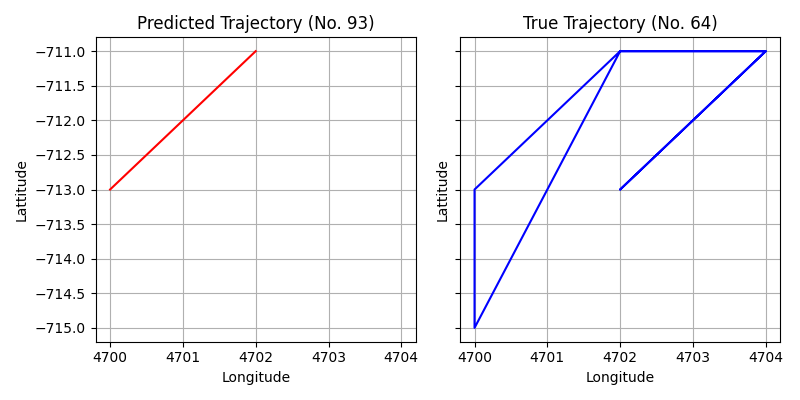 Predicted Trajectory (No. 93)
True Trajectory (No. 64)
−711.0
−711.5
−712.0
−712.5
−713.0
−713.5
−714.0
−714.5
−715.0
Lattitude
Lattitude
4700 4701 4702 4703 4704
4700 4701 4702 4703 4704
Longitude
Longitude